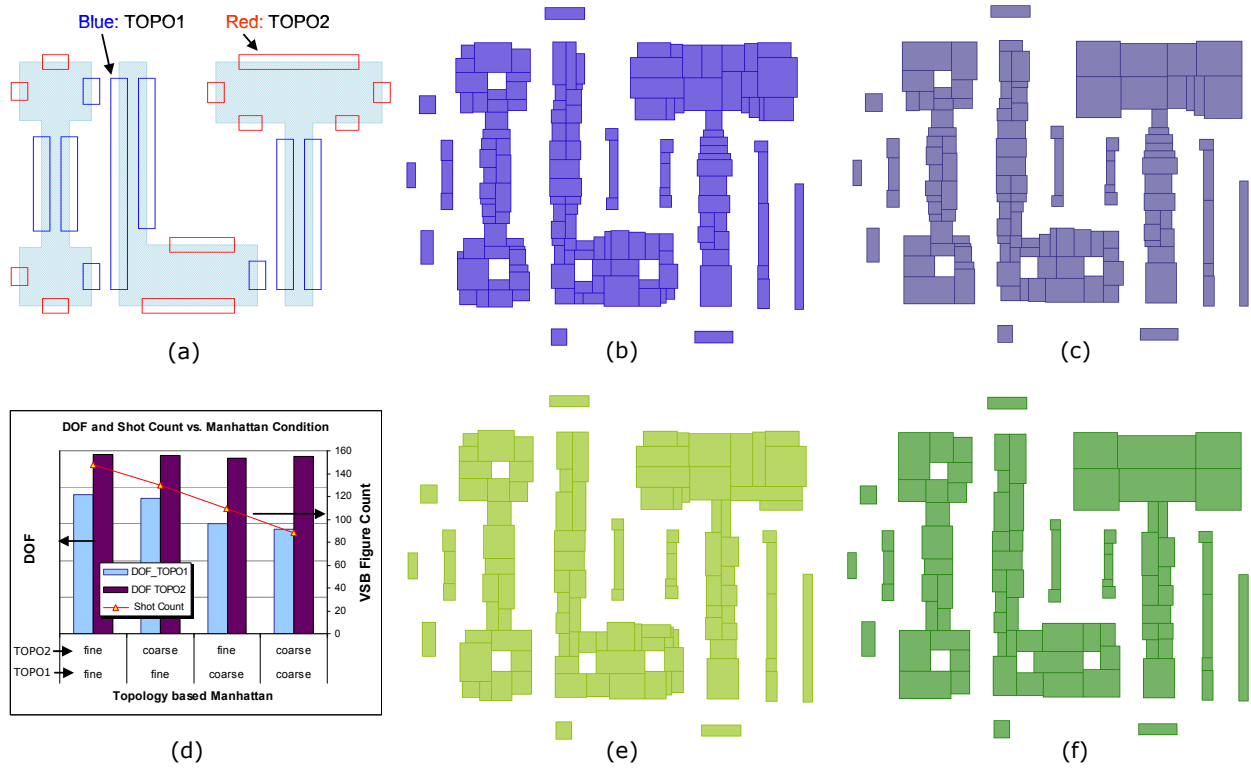 Blue: TOPO1
Red: TOPO2
(a)
(b)
(c)
DOF and Shot Count vs. Manhattan Condition
DOF
160
140
120
100
80
60
40
20
0
VSB Figure Count
DOF_TOPO1
DOF TOPO2
Shot Count
TOPO2 fine coarse fine coarse
TOPO1 fine fine coarse coarse
Topology based Manhattan
(d)
(e)
(f)